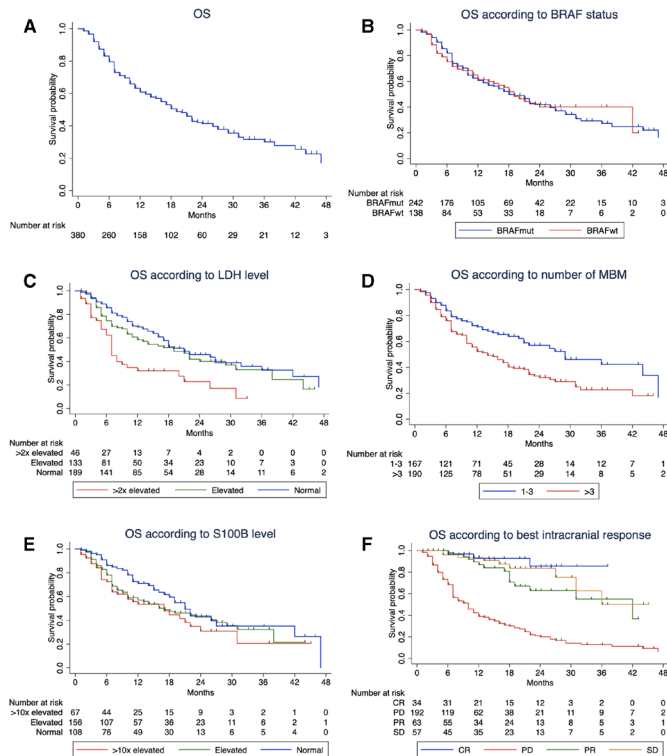 A
OS
Survival probability
1.0
0.8
0.6
0.4
0.2
0.0
0 6 12 18 24 30 36 42 48
Months
Number at risk
380 260 158 102 60 29 21 12 3
B
OS according to BRAF status
Survival probability
1.0
0.8
0.6
0.4
0.2
0.0
0 6 12 18 24 30 36 42 48
Months
Number at risk
BRAFmut 242 176 105 69 42 22 15 10 3
BRAFwt 138 84 53 33 18 7 6 2 0
BRAFmut BRAFwt
C
OS according to LDH level
Survival probability
1.0
0.8
0.6
0.4
0.2
0.0
0 6 12 18 24 30 36 42 48
Months
Number at risk
>2x elevated 46 27 13 7 4 2 0 0 0
Elevated 133 81 50 34 23 10 7 3 0
Normal 189 141 85 54 28 14 11 6 2
>2x elevated Elevated Normal
D
OS according to number of MBM
Survival probability
1.0
0.8
0.6
0.4
0.2
0.0
0 6 12 18 24 30 36 42 48
Months
Number at risk
1-3 167 121 71 45 28 14 12 7 1
>3 190 125 78 51 29 14 8 5 2
1-3 >3
E
OS according to S100B level
Survival probability
1.0
0.8
0.6
0.4
0.2
0.0
0 6 12 18 24 30 36 42 48
Months
Number at risk
>10x elevated 67 44 25 15 9 3 2 1 0
Elevated 156 107 57 36 23 11 6 2 1
Normal 108 76 49 30 13 6 5 4 0
>10x elevated Elevated Normal
F
OS according to best intracranial response
Survival probability
1.0
0.8
0.6
0.4
0.2
0.0
0 6 12 18 24 30 36 42 48
Months
Number at risk
CR 34 31 21 15 12 3 2 0 0
PD 192 119 62 38 21 11 9 7 2
PR 63 55 34 24 13 8 5 3 1
SD 57 45 35 23 13 7 5 2 0
CR PD PR SD